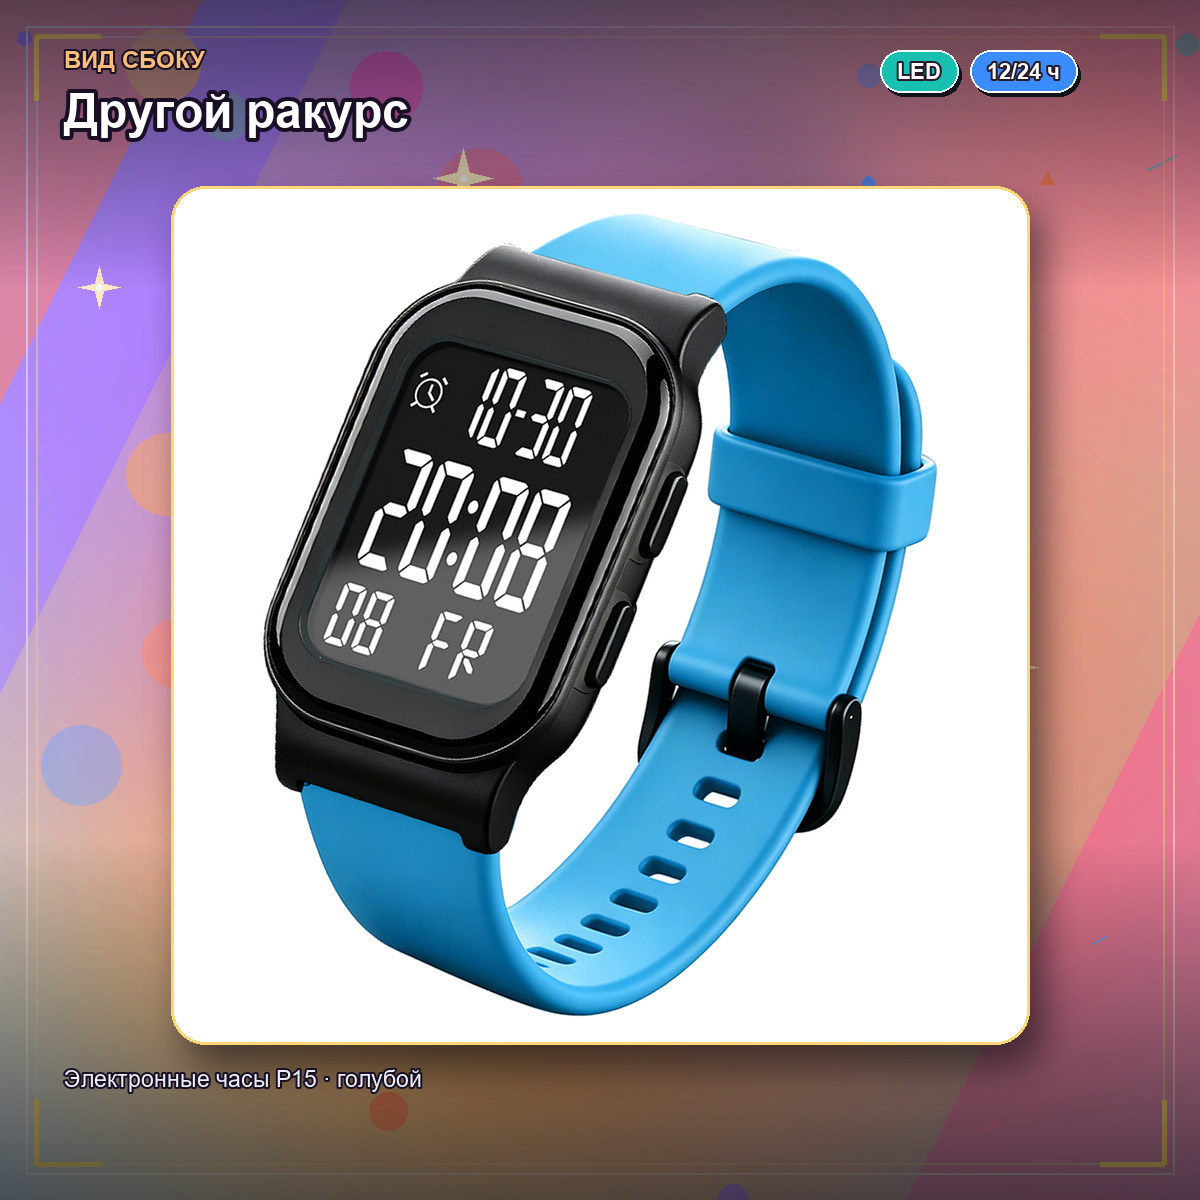 ВИД СБОКУ
Другой ракурс
LED
12/24 ч
10-30
20:08
08 FR
Электронные часы P15 · голубой